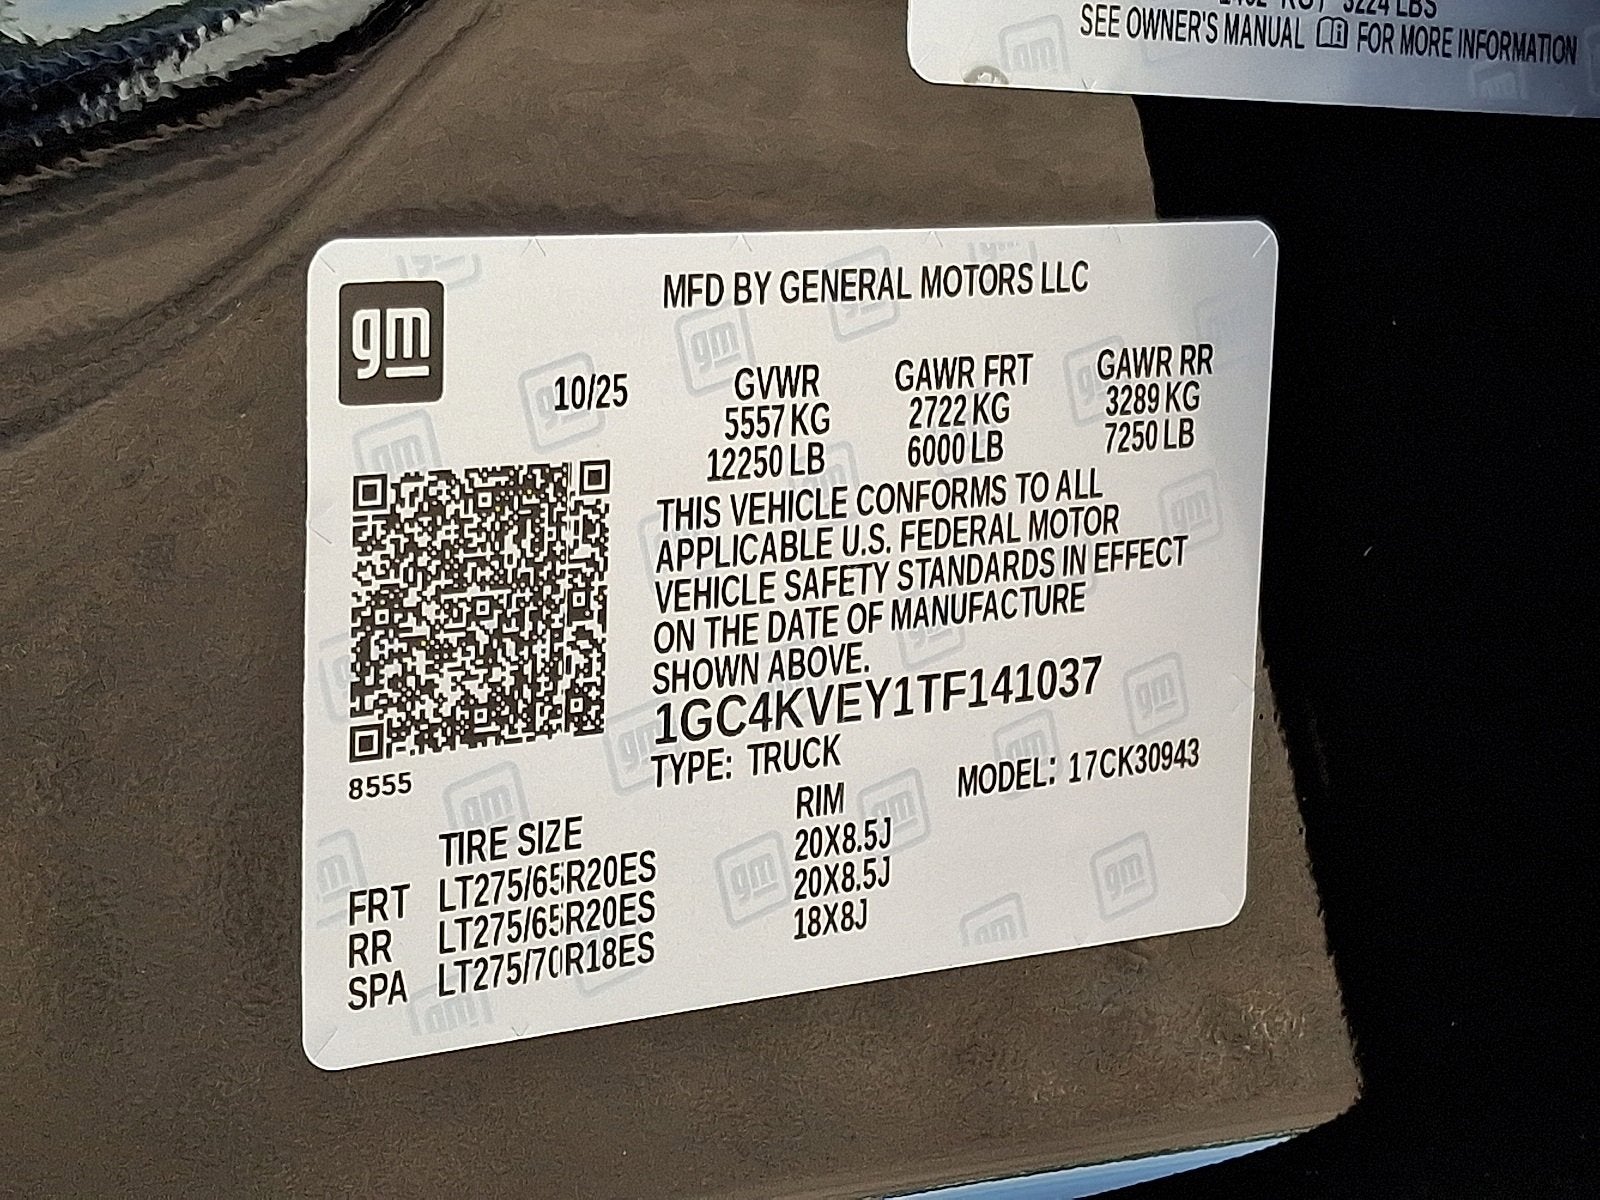 3224 LBS
SEE OWNER'S MANUAL FOR MORE INFORMATION
gm
MFD BY GENERAL MOTORS LLC
10/25
GVWR GAWR FRT GAWR RR
5557 KG 2722 KG 3289 KG
12250 LB 6000 LB 7250 LB
THIS VEHICLE CONFORMS TO ALL
APPLICABLE U.S. FEDERAL MOTOR
VEHICLE SAFETY STANDARDS IN EFFECT
ON THE DATE OF MANUFACTURE
SHOWN ABOVE.
1GC4KVEY1TF141037
TYPE: TRUCK MODEL: 17CK30943
8555
TIRE SIZE RIM
FRT LT275/65R20ES 20X8.5J
RR LT275/65R20ES 20X8.5J
SPA LT275/70R18ES 18X8J